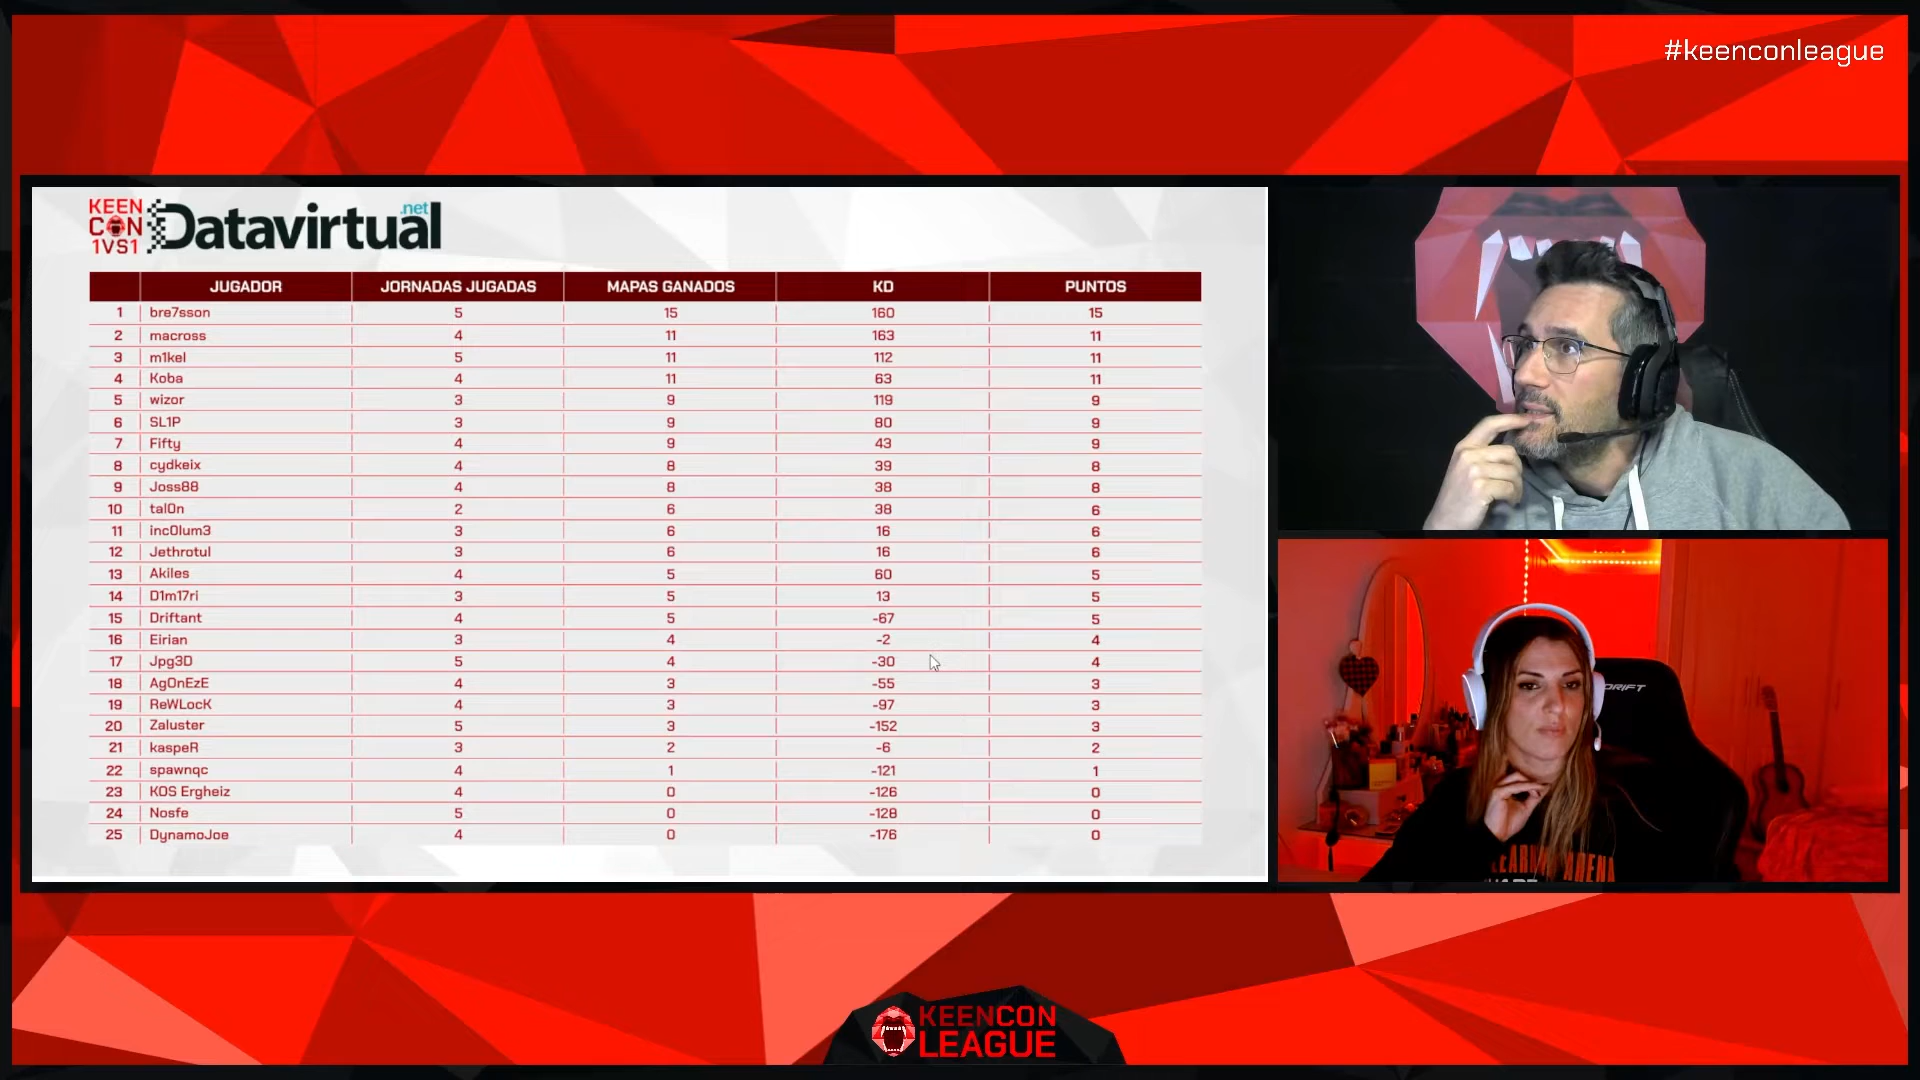 #keenconleague
KEEN
CON
1VS1
Datavirtual.net
JUGADOR JORNADAS JUGADAS MAPAS GANADOS KD PUNTOS
1 bre7sson 5 15 160 15
2 macross 4 11 163 11
3 m1kel 5 11 112 11
4 Koba 4 11 63 11
5 wizor 3 9 119 9
6 SL1P 3 9 80 9
7 Fifty 4 9 43 9
8 cydkeix 4 8 39 8
9 Joss88 4 8 38 8
10 tal0n 2 6 38 6
11 inc0lum3 3 6 16 6
12 Jethrotul 3 6 16 6
13 Akiles 4 5 60 5
14 D1m17ri 3 5 13 5
15 Driftant 4 5 -67 5
16 Eirian 3 4 -2 4
17 Jpg3D 5 4 -30 4
18 Ag0nEzE 4 3 -55 3
19 ReWLocK 4 3 -97 3
20 Zaluster 5 3 -152 3
21 kaspeR 3 2 -6 2
22 spawnqc 4 1 -121 1
23 KOS Ergheiz 4 0 -126 0
24 Nosfe 5 0 -128 0
25 DynamoJoe 4 0 -176 0
DRIFT
KEENCON
LEAGUE